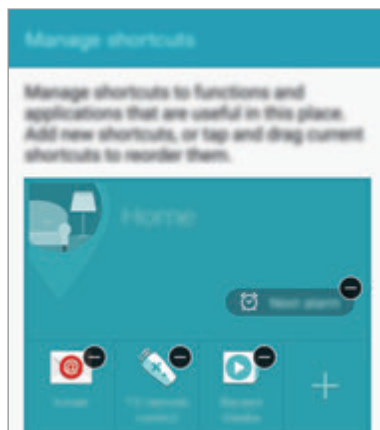 Manage shortcuts
Manage shortcuts to functions and
applications that are useful in this place.
Add new shortcuts, or tap and drag current
shortcuts to reorder them.
Home
Next alarm